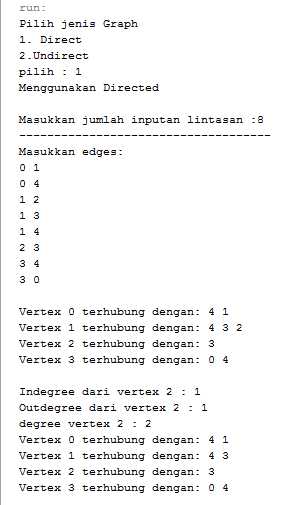 run:
Pilih jenis Graph
1. Direct
2.Undirect
pilih : 1
Menggunakan Directed
Masukkan jumlah inputan lintasan :8
------------------------------------
Masukkan edges:
0 1
0 4
1 2
1 3
1 4
2 3
3 4
3 0
Vertex 0 terhubung dengan: 4 1
Vertex 1 terhubung dengan: 4 3 2
Vertex 2 terhubung dengan: 3
Vertex 3 terhubung dengan: 0 4
Indegree dari vertex 2 : 1
Outdegree dari vertex 2 : 1
degree vertex 2 : 2
Vertex 0 terhubung dengan: 4 1
Vertex 1 terhubung dengan: 4 3
Vertex 2 terhubung dengan: 3
Vertex 3 terhubung dengan: 0 4